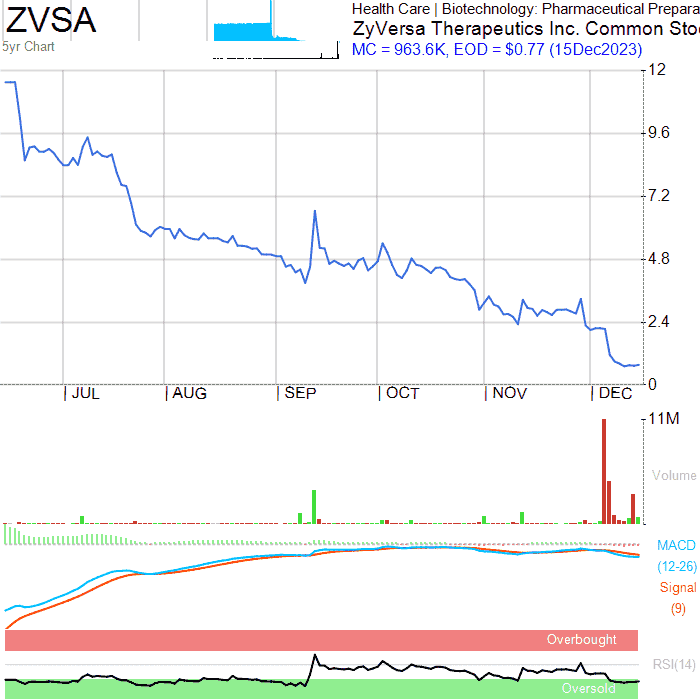 ZVSA
5yr Chart
Health Care | Biotechnology: Pharmaceutical Prepara
ZyVersa Therapeutics Inc. Common Sto
MC = 963.6K, EOD = $0.77 (15Dec2023)
12
9.6
7.2
4.8
2.4
0
JUL AUG SEP OCT NOV DEC
11M
Volume
MACD
(12-26)
Signal
(9)
Overbought
RSI(14)
Oversold